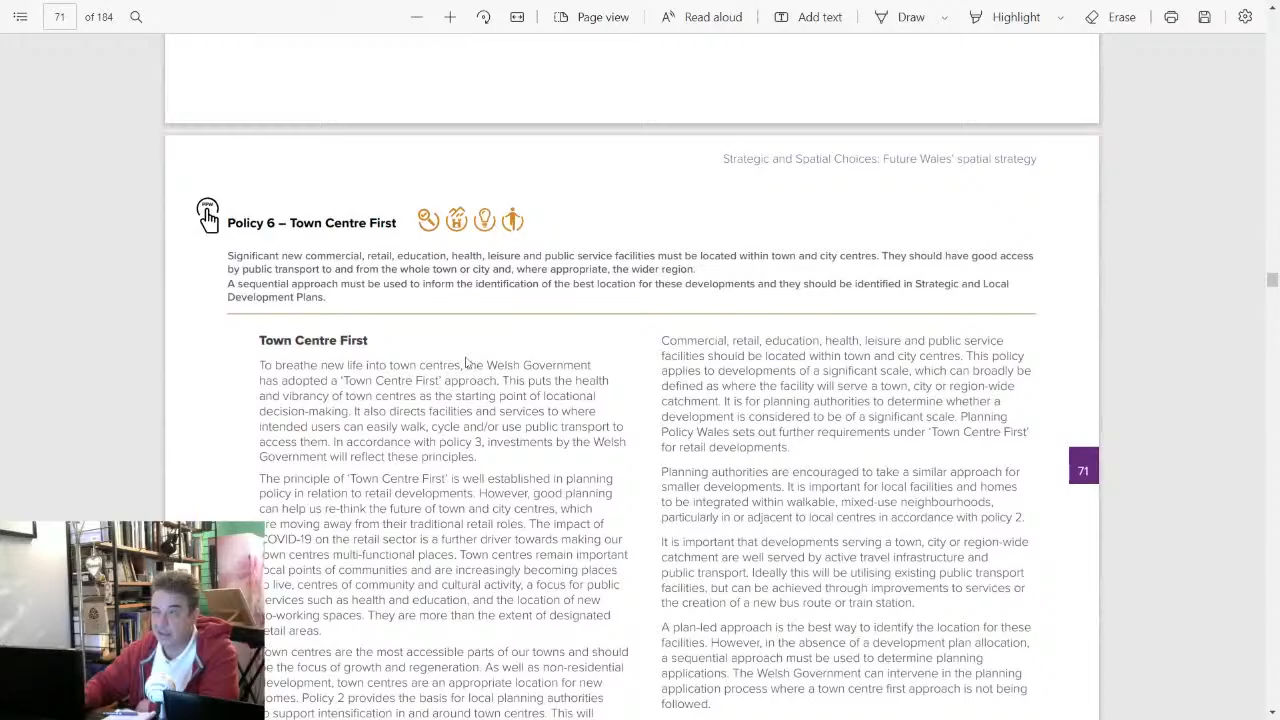 71
of 184
Page view
Read aloud
Add text
Draw
Highlight
Erase
Strategic and Spatial Choices: Future Wales' spatial strategy
PPW
Policy 6 – Town Centre First
Significant new commercial, retail, education, health, leisure and public service facilities must be located within town and city centres. They should have good access
by public transport to and from the whole town or city and, where appropriate, the wider region.
A sequential approach must be used to inform the identification of the best location for these developments and they should be identified in Strategic and Local
Development Plans.
Town Centre First
To breathe new life into town centres, the Welsh Government
has adopted a 'Town Centre First' approach. This puts the health
and vibrancy of town centres as the starting point of locational
decision-making. It also directs facilities and services to where
intended users can easily walk, cycle and/or use public transport to
access them. In accordance with policy 3, investments by the Welsh
Government will reflect these principles.
The principle of 'Town Centre First' is well established in planning
policy in relation to retail developments. However, good planning
can help us re-think the future of town and city centres, which
re moving away from their traditional retail roles. The impact of
COVID-19 on the retail sector is a further driver towards making our
own centres multi-functional places. Town centres remain important
ocal points of communities and are increasingly becoming places
o live, centres of community and cultural activity, a focus for public
ervices such as health and education, and the location of new
o-working spaces. They are more than the extent of designated
etail areas.
own centres are the most accessible parts of our towns and should
e the focus of growth and regeneration. As well as non-residential
evelopment, town centres are an appropriate location for new
omes. Policy 2 provides the basis for local planning authorities
o support intensification in and around town centres. This will
Commercial, retail, education, health, leisure and public service
facilities should be located within town and city centres. This policy
applies to developments of a significant scale, which can broadly be
defined as where the facility will serve a town, city or region-wide
catchment. It is for planning authorities to determine whether a
development is considered to be of a significant scale. Planning
Policy Wales sets out further requirements under 'Town Centre First'
for retail developments.
Planning authorities are encouraged to take a similar approach for
smaller developments. It is important for local facilities and homes
to be integrated within walkable, mixed-use neighbourhoods,
particularly in or adjacent to local centres in accordance with policy 2.
It is important that developments serving a town, city or region-wide
catchment are well served by active travel infrastructure and
public transport. Ideally this will be utilising existing public transport
facilities, but can be achieved through improvements to services or
the creation of a new bus route or train station.
A plan-led approach is the best way to identify the location for these
facilities. However, in the absence of a development plan allocation,
a sequential approach must be used to determine planning
applications. The Welsh Government can intervene in the planning
application process where a town centre first approach is not being
followed.
71